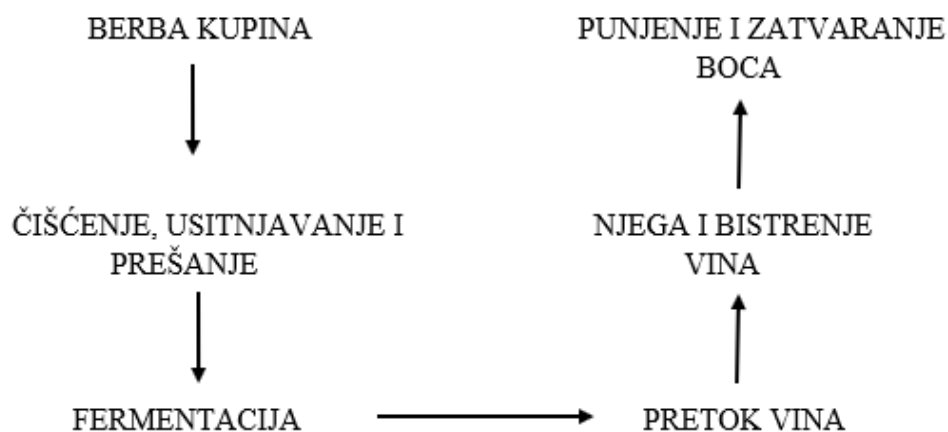 BERBA KUPINA
ČIŠĆENJE, USITNJAVANJE I
PREŠANJE
FERMENTACIJA
PRETOK VINA
NJEGA I BISTRENJE
VINA
PUNJENJE I ZATVARANJE
BOCA